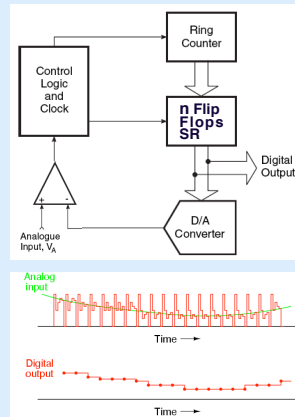 Ring
Counter
Control
Logic
and
Clock
n Flip
Flops
SR
Digital
Output
+ -
Analogue
Input, VA
D/A
Converter
Analog
input
Time
Digital
output
Time